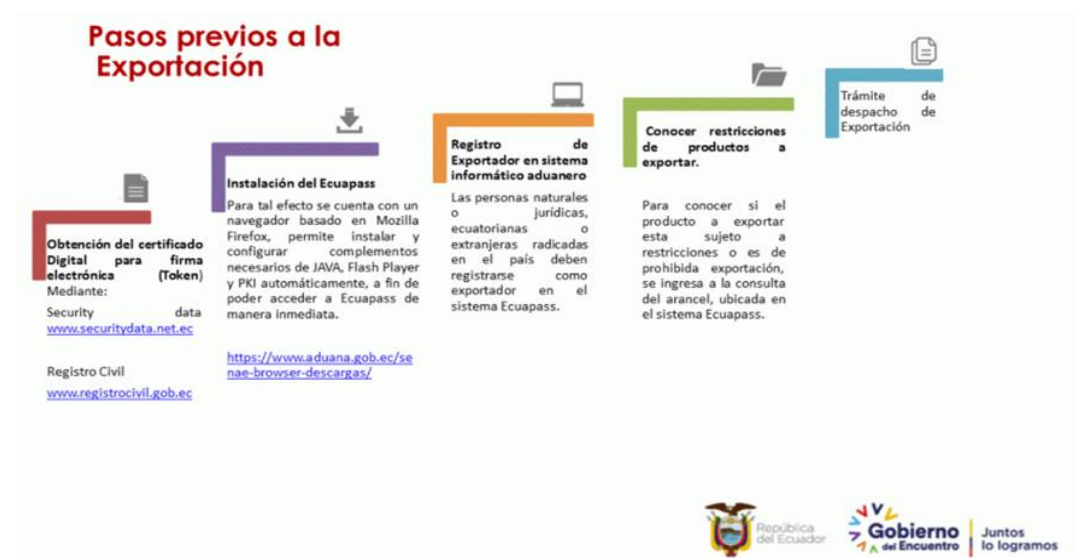 Pasos previos a la
Exportación
Obtención del certificado
Digital para firma
electrónica (Token)
Mediante:
Security data
www.securitydata.net.ec
Registro Civil
www.registrocivil.gob.ec
Instalación del Ecuapass
Para tal efecto se cuenta con un
navegador basado en Mozilla
Firefox, permite instalar y
configurar complementos
necesarios de JAVA, Flash Player
y PKI automáticamente, a fin de
poder acceder a Ecuapass de
manera inmediata.
https://www.aduana.gob.ec/se
nae-browser-descargas/
Registro de
Exportador en sistema
informático aduanero
Las personas naturales
o jurídicas,
ecuatorianas o
extranjeras radicadas
en el país deben
registrarse como
exportador en el
sistema Ecuapass.
Conocer restricciones
de productos a
exportar.
Para conocer si el
producto a exportar
esta sujeto a
restricciones o es de
prohibida exportación,
se ingresa a la consulta
del arancel, ubicada en
el sistema Ecuapass.
Trámite de
despacho de
Exportación
República
del Ecuador
Gobierno
del Encuentro
Juntos
lo logramos